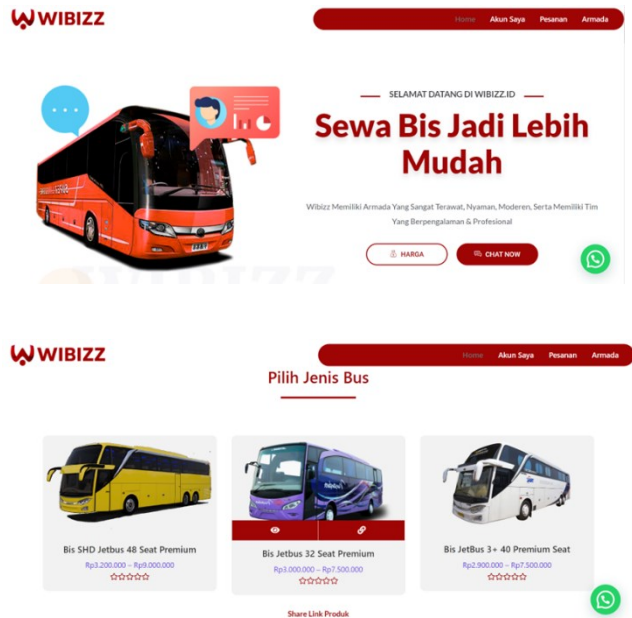 WIBIZZ
Home Akun Saya Pesanan Armada
SELAMAT DATANG DI WIBIZZ.ID
Sewa Bis Jadi Lebih
Mudah
Wibizz Memiliki Armada Yang Sangat Terawat, Nyaman, Moderen, Serta Memiliki Tim
Yang Berpengalaman & Profesional
HARGA CHAT NOW
WIBIZZ
Home Akun Saya Pesanan Armada
Pilih Jenis Bus
Bis SHD Jetbus 48 Seat Premium
Rp3.200.000 – Rp9.000.000
Bis Jetbus 32 Seat Premium
Rp3.000.000 – Rp7.500.000
Bis JetBus 3+ 40 Premium Seat
Rp2.900.000 – Rp7.500.000
Share Link Produk